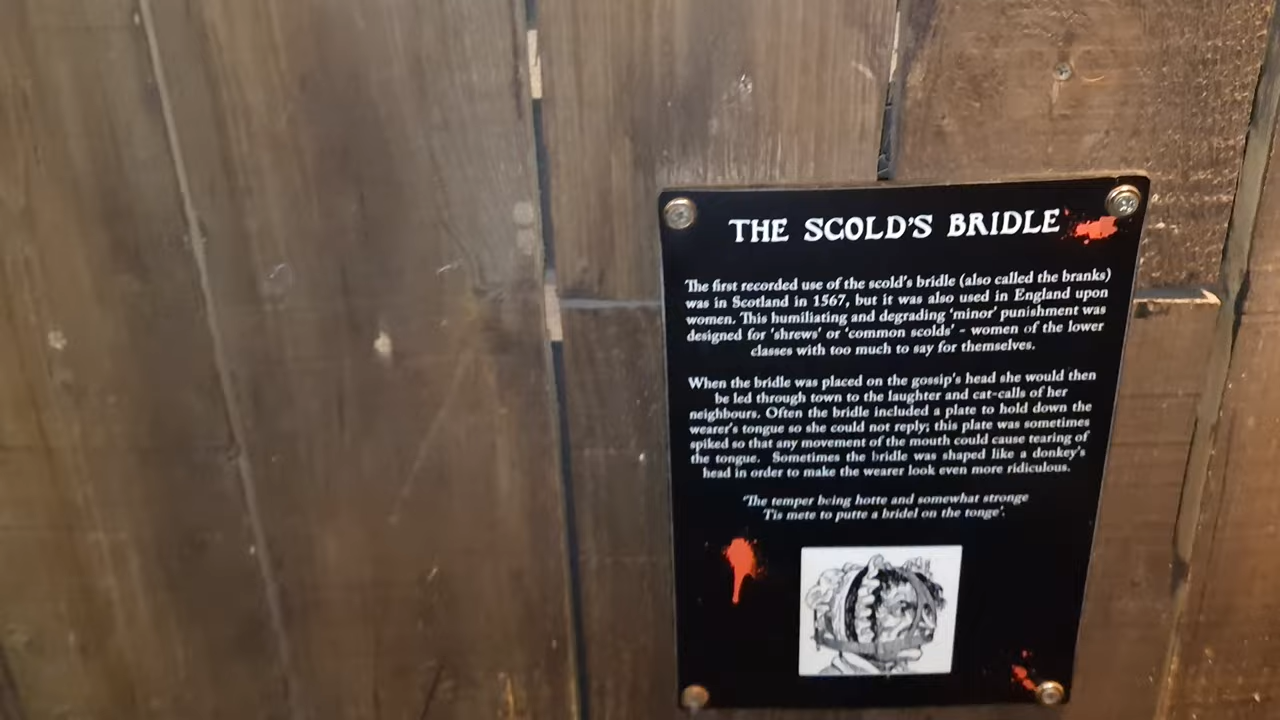 THE SCOLD'S BRIDLE
The first recorded use of the scold's bridle (also called the branks)
was in Scotland in 1567, but it was also used in England upon
women. This humiliating and degrading 'minor' punishment was
designed for 'shrews' or 'common scolds' - women of the lower
classes with too much to say for themselves.
When the bridle was placed on the gossip's head she would then
be led through town to the laughter and cat-calls of her
neighbours. Often the bridle included a plate to hold down the
wearer's tongue so she could not reply; this plate was sometimes
spiked so that any movement of the mouth could cause tearing of
the tongue. Sometimes the bridle was shaped like a donkey's
head in order to make the wearer look even more ridiculous.
'The temper being hotte and somewhat stronge
Tis mete to putte a bridel on the tonge'.